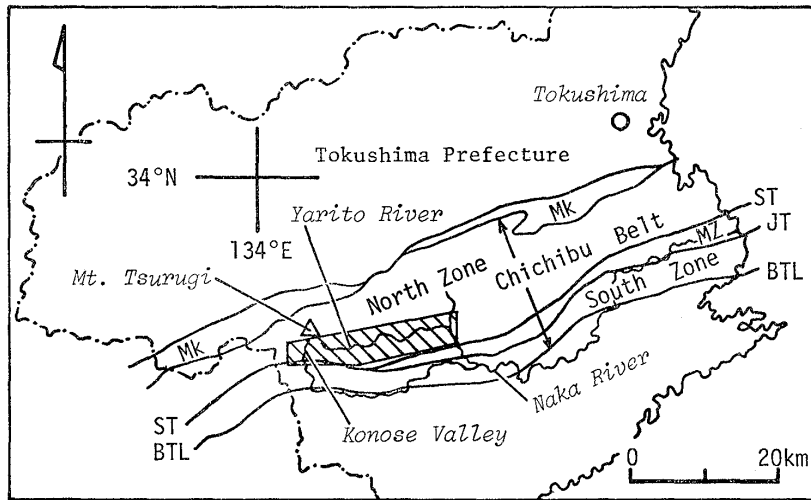 Tokushima
Tokushima Prefecture
34°N
Yarito River
134°E
Mt. Tsurugi
Mk
North Zone
Chichibu Belt
ST
MZ
JT
South Zone
BTL
Mk
Naka River
ST
Konose Valley
BTL
0 20km